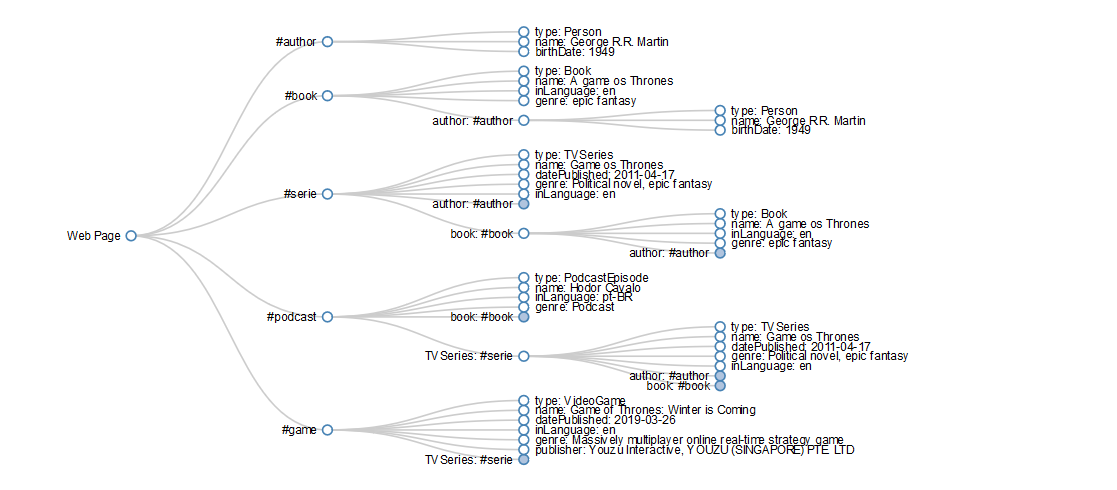 #author
type: Person
name: George R.R. Martin
birthDate: 1949
#book
type: Book
name: A game os Thrones
inLanguage: en
genre: epic fantasy
author: #author
type: Person
name: George R.R. Martin
birthDate: 1949
#serie
type: TVSeries
name: Game os Thrones
datePublished: 2011-04-17
genre: Political novel, epic fantasy
inLanguage: en
author: #author
book: #book
type: Book
name: A game os Thrones
inLanguage: en
genre: epic fantasy
author: #author
Web Page
#podcast
type: PodcastEpisode
name: Hodor Cavalo
inLanguage: pt-BR
genre: Podcast
book: #book
TVSeries: #serie
type: TVSeries
name: Game os Thrones
datePublished: 2011-04-17
genre: Political novel, epic fantasy
inLanguage: en
author: #author
book: #book
#game
type: VideoGame
name: Game of Thrones: Winter is Coming
datePublished: 2019-03-26
inLanguage: en
genre: Massively multiplayer online real-time strategy game
publisher: Youzu Interactive, YOUZU (SINGAPORE) PTE. LTD
TVSeries: #serie